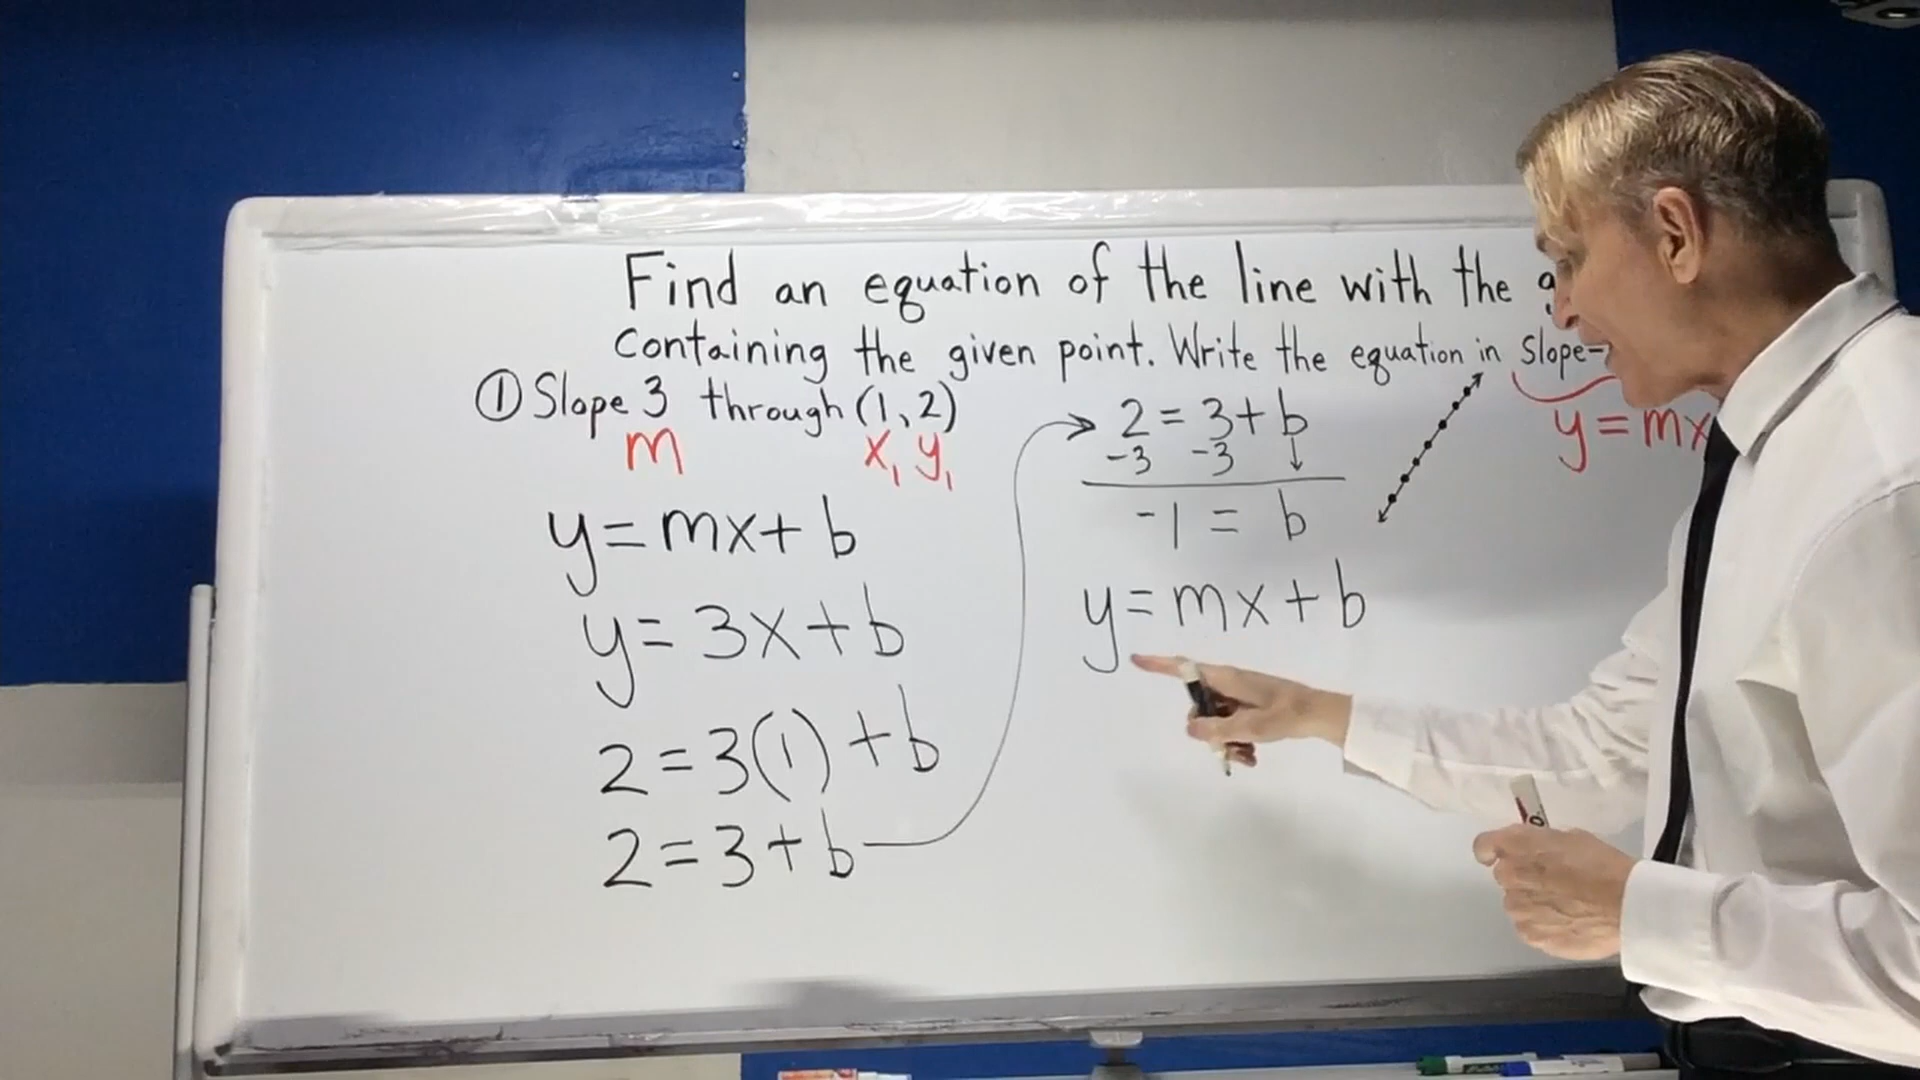 Find an equation of the line with the
containing the given point. Write the equation in Slope-
① Slope 3 through (1, 2)
m x₁ y₁
y = mx + b
y = 3x + b
2 = 3(1) + b
2 = 3 + b
2 = 3 + b
-3 -3 ↓
-1 = b
y = mx + b
y = mx